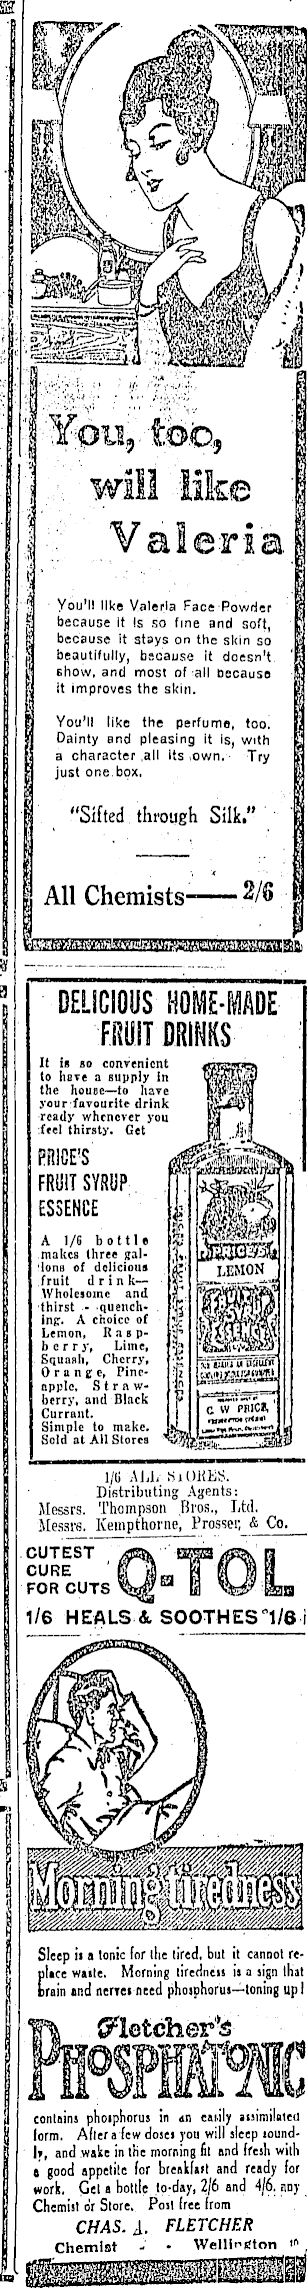 You, too,
will like
Valeria
You'll like Valeria Face Powder
because it is so fine and soft,
because it stays on the skin so
beautifully, because it doesn't
show, and most of all because
it improves the skin.
You'll like the perfume, too.
Dainty and pleasing it is, with
a character all its own. Try
just one box.
"Sifted through Silk."
All Chemists—2/6
DELICIOUS HOME-MADE
FRUIT DRINKS
It is so convenient
to have a supply in
the house—to have
your favourite drink
ready whenever you
feel thirsty. Get
PRICE'S
FRUIT SYRUP
ESSENCE
A 1/6 bottle
makes three gal-
lons of delicious
fruit drink—
Wholesome and
thirst-quench-
ing. A choice of
Lemon, Rasp-
berry, Lime,
Squash, Cherry,
Orange, Pine-
apple, Straw-
berry, and Black
Currant.
Simple to make.
Sold at All Stores
PRICE'S
LEMON
FRUIT
SYRUP
ESSENCE
C W PRICE
1/6 ALL STORES.
Distributing Agents:
Messrs. Thompson Bros., Ltd.
Messrs. Kempthorne, Prosser, & Co.
CUTEST
CURE
FOR CUTS
Q-TOL
1/6 HEALS & SOOTHES 1/6
Morning tiredness
Sleep is a tonic for the tired, but it cannot re-
place waste. Morning tiredness is a sign that
brain and nerves need phosphorus—toning up!
Fletcher's
PHOSPHATONIC
contains phosphorus in an easily assimilated
form. After a few doses you will sleep sound-
ly, and wake in the morning fit and fresh with
a good appetite for breakfast and ready for
work. Get a bottle to-day, 2/6 and 4/6, any
Chemist or Store. Post free from
CHAS. A. FLETCHER
Chemist - - Wellington